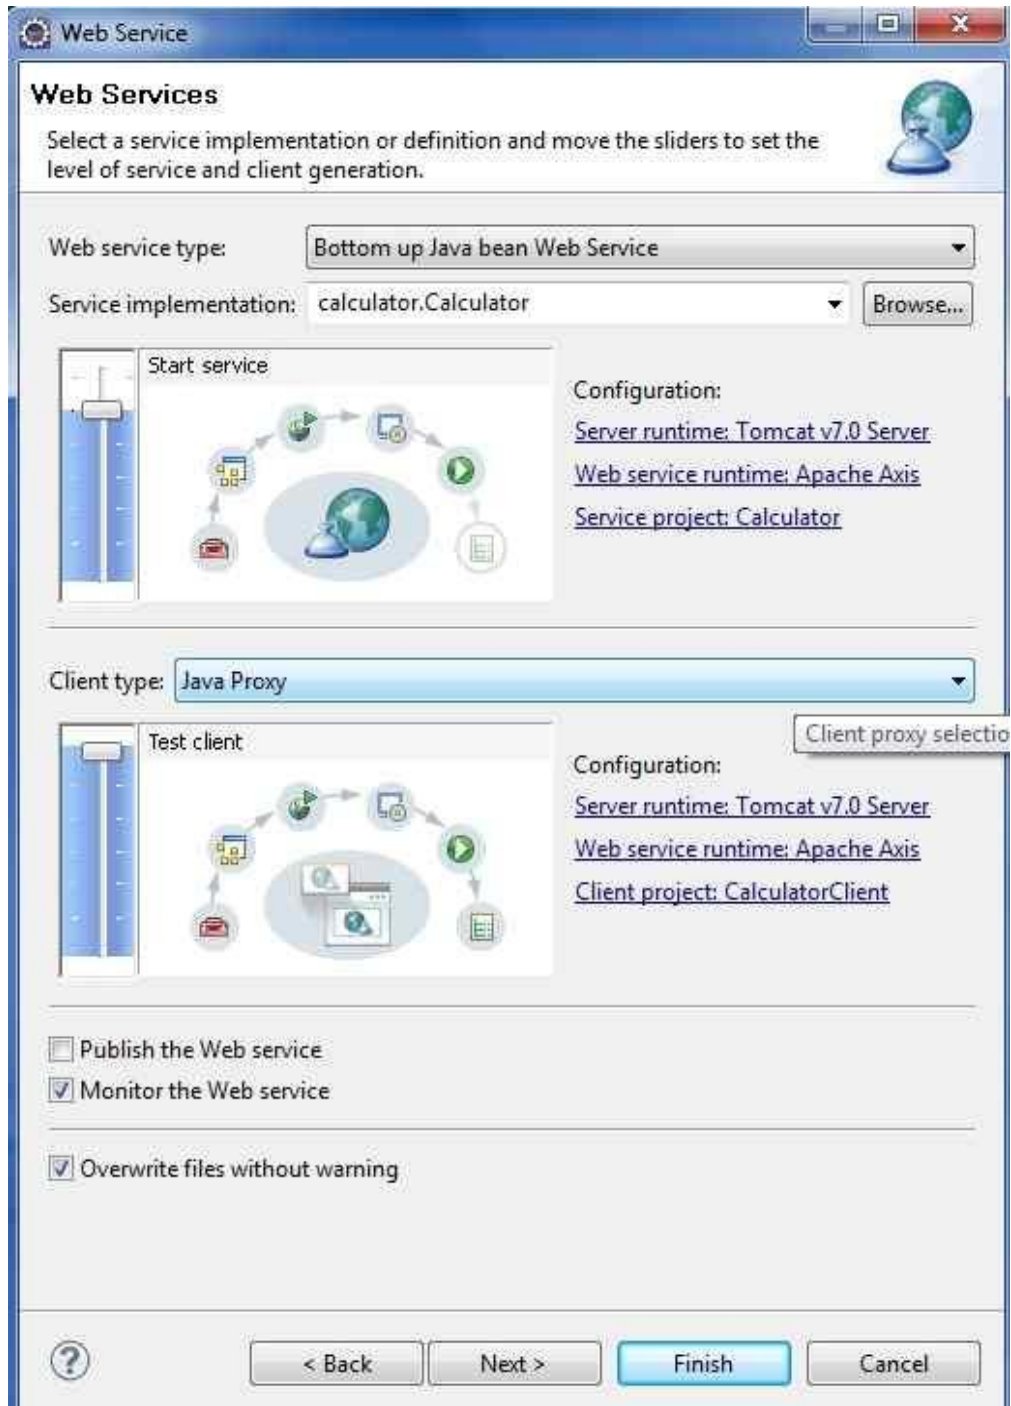 Web Service
Web Services
Select a service implementation or definition and move the sliders to set the
level of service and client generation.
Web service type: Bottom up Java bean Web Service
Service implementation: calculator.Calculator Browse...
Start service
Configuration:
Server runtime: Tomcat v7.0 Server
Web service runtime: Apache Axis
Service project: Calculator
Client type: Java Proxy
Client proxy selectio
Test client
Configuration:
Server runtime: Tomcat v7.0 Server
Web service runtime: Apache Axis
Client project: CalculatorClient
Publish the Web service
Monitor the Web service
Overwrite files without warning
? < Back Next > Finish Cancel